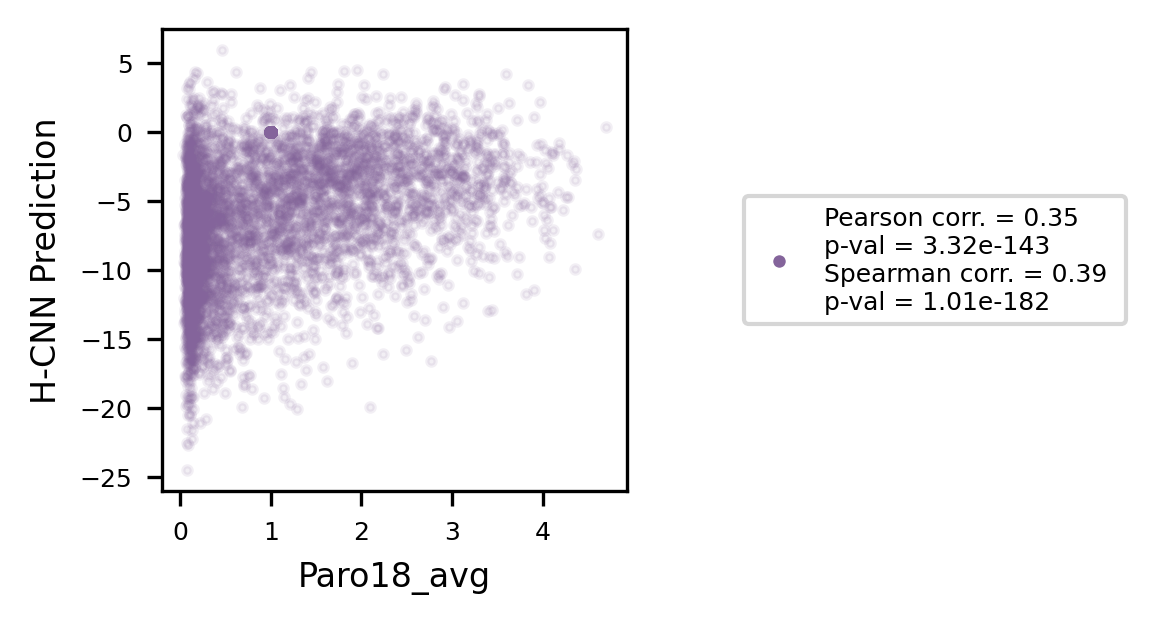 5
0
−5
−10
−15
−20
−25
H-CNN Prediction
0 1 2 3 4
Paro18_avg
Pearson corr. = 0.35
p-val = 3.32e-143
Spearman corr. = 0.39
p-val = 1.01e-182